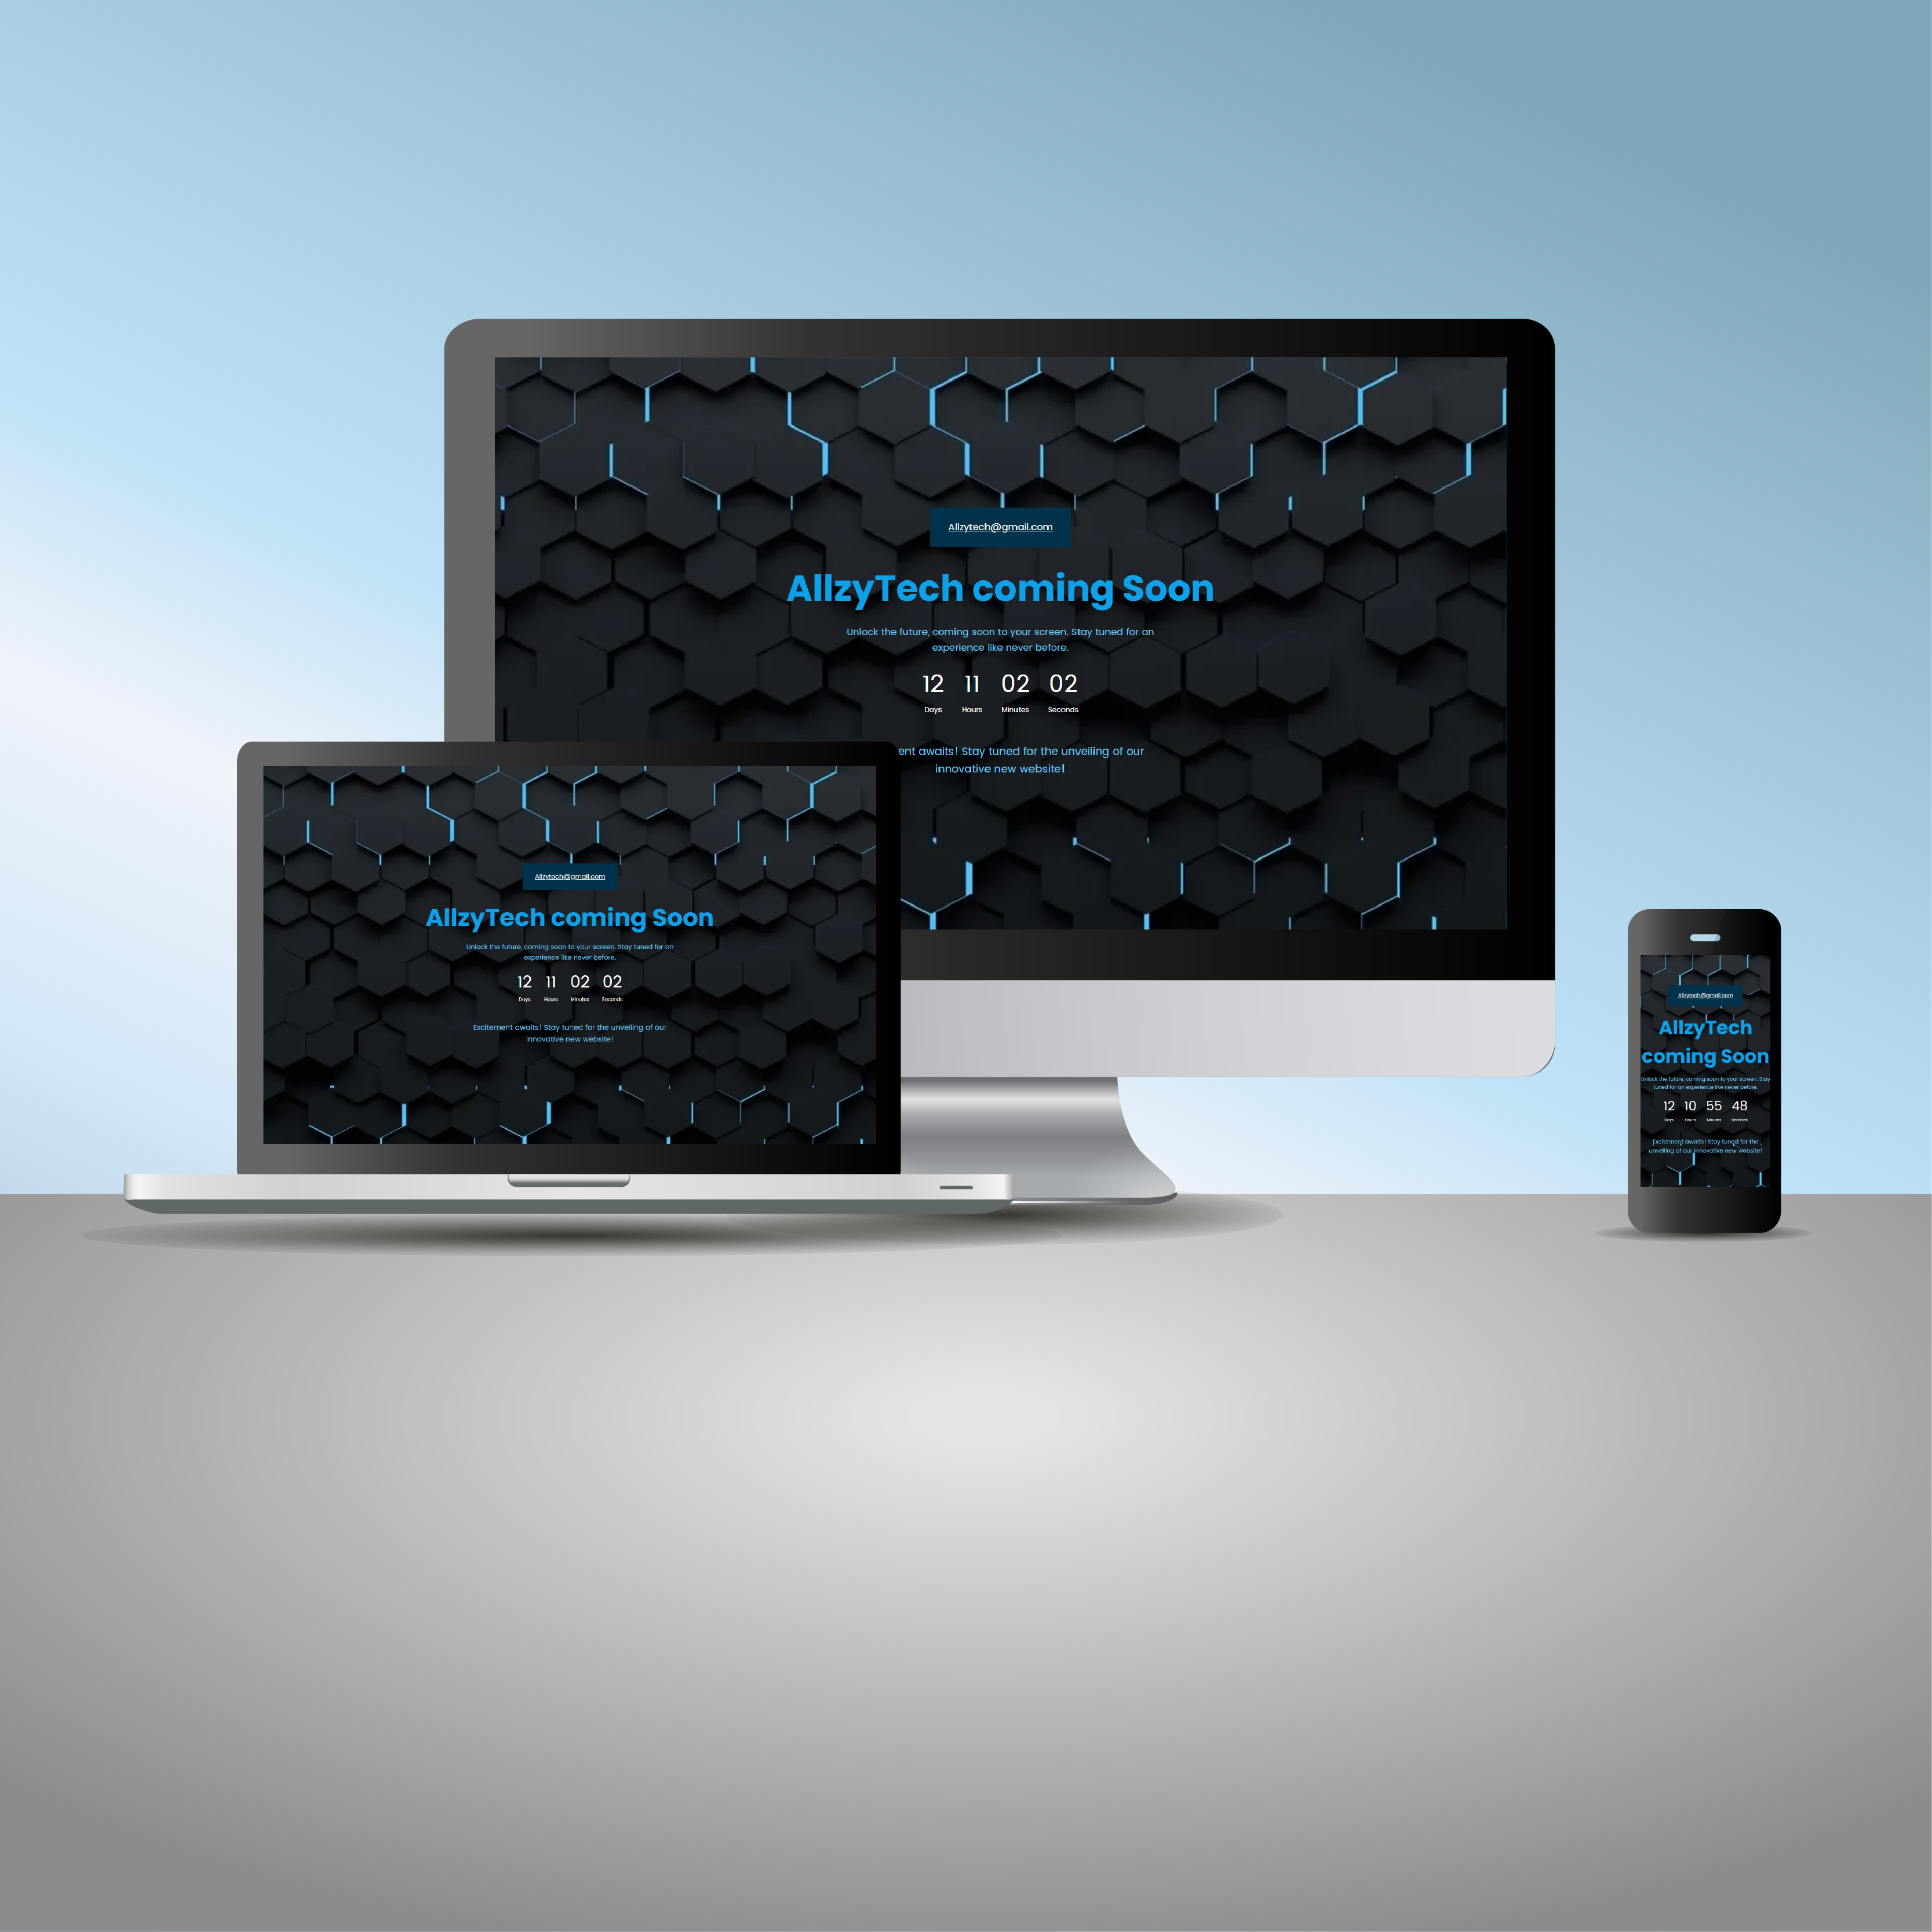 Allzytech@gmail.com
AllzyTech coming Soon
Unlock the future, coming soon to your screen. Stay tuned for an
experience like never before.
12 11 02 02
Days Hours Minutes Seconds
ent awaits! Stay tuned for the unveiling of our
innovative new website!
Allzytech@gmail.com
AllzyTech coming Soon
Unlock the future, coming soon to your screen. Stay tuned for an
experience like never before.
12 11 02 02
Days Hours Minutes Seconds
Excitement awaits! Stay tuned for the unveiling of our
innovative new website!
Allzytech@gmail.com
AllzyTech
coming Soon
Unlock the future, coming soon to your screen. Stay
tuned for an experience like never before.
12 10 55 48
Days Hours Minutes Seconds
Excitement awaits! Stay tuned for the
unveiling of our innovative new website!